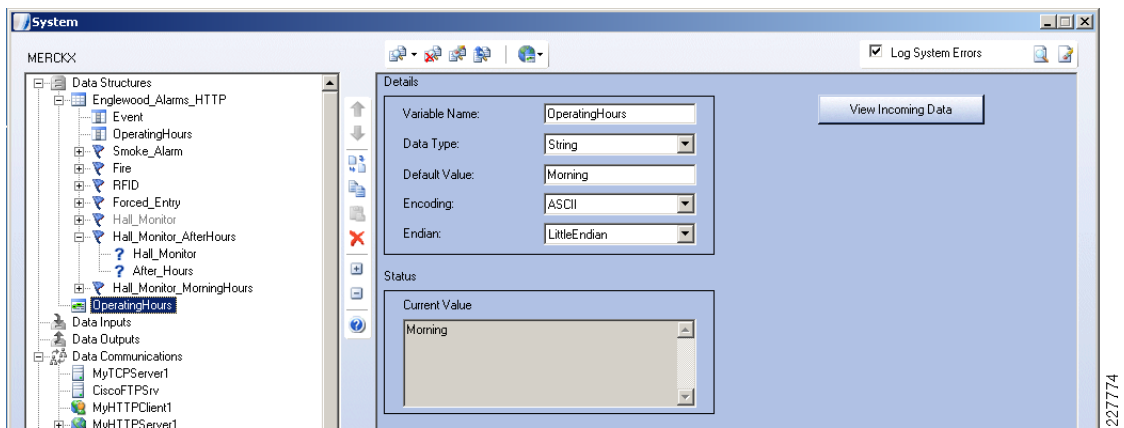 System
MERCKX
Log System Errors
Data Structures
Englewood_Alarms_HTTP
Event
OperatingHours
Smoke_Alarm
Fire
RFID
Forced_Entry
Hall_Monitor
Hall_Monitor_AfterHours
? Hall_Monitor
? After_Hours
Hall_Monitor_MorningHours
OperatingHours
Data Inputs
Data Outputs
Data Communications
MyTCPServer1
CiscoFTPSrv
MyHTTPClient1
MyHTTPServer1
Details
Variable Name: OperatingHours
Data Type: String
Default Value: Morning
Encoding: ASCII
Endian: LittleEndian
View Incoming Data
Status
Current Value
Morning
227774